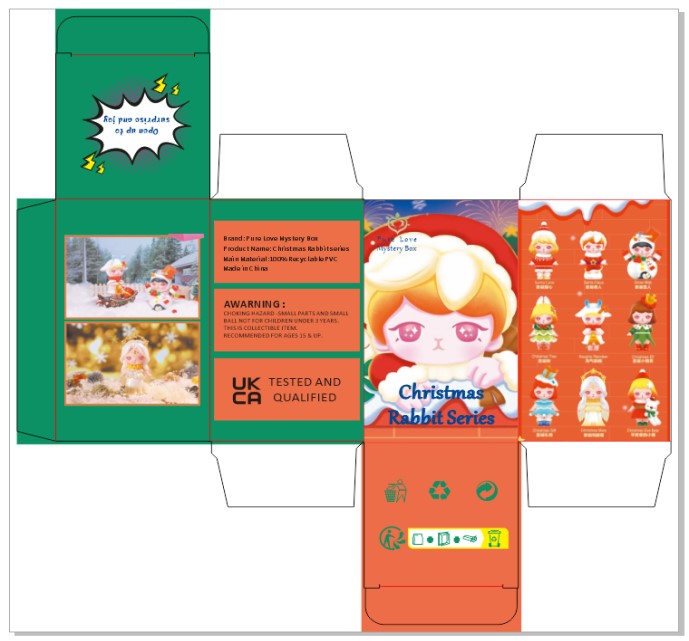 Open up to
surprise and joy
Brand: Pure Love Mystery Box
Product Name: Christmas Rabbit series
Main Material: 100% Recyclable PVC
Made in China
AWARNING:
CHOKING HAZARD. SMALL PARTS AND SMALL
BALL NOT FOR CHILDREN UNDER 3 YEARS.
THIS IS COLLECTIBLE ITEM.
RECOMMENDED FOR AGES 15 & UP.
UK
CA
TESTED AND
QUALIFIED
Pure Love
Mystery Box
Christmas
Rabbit Series